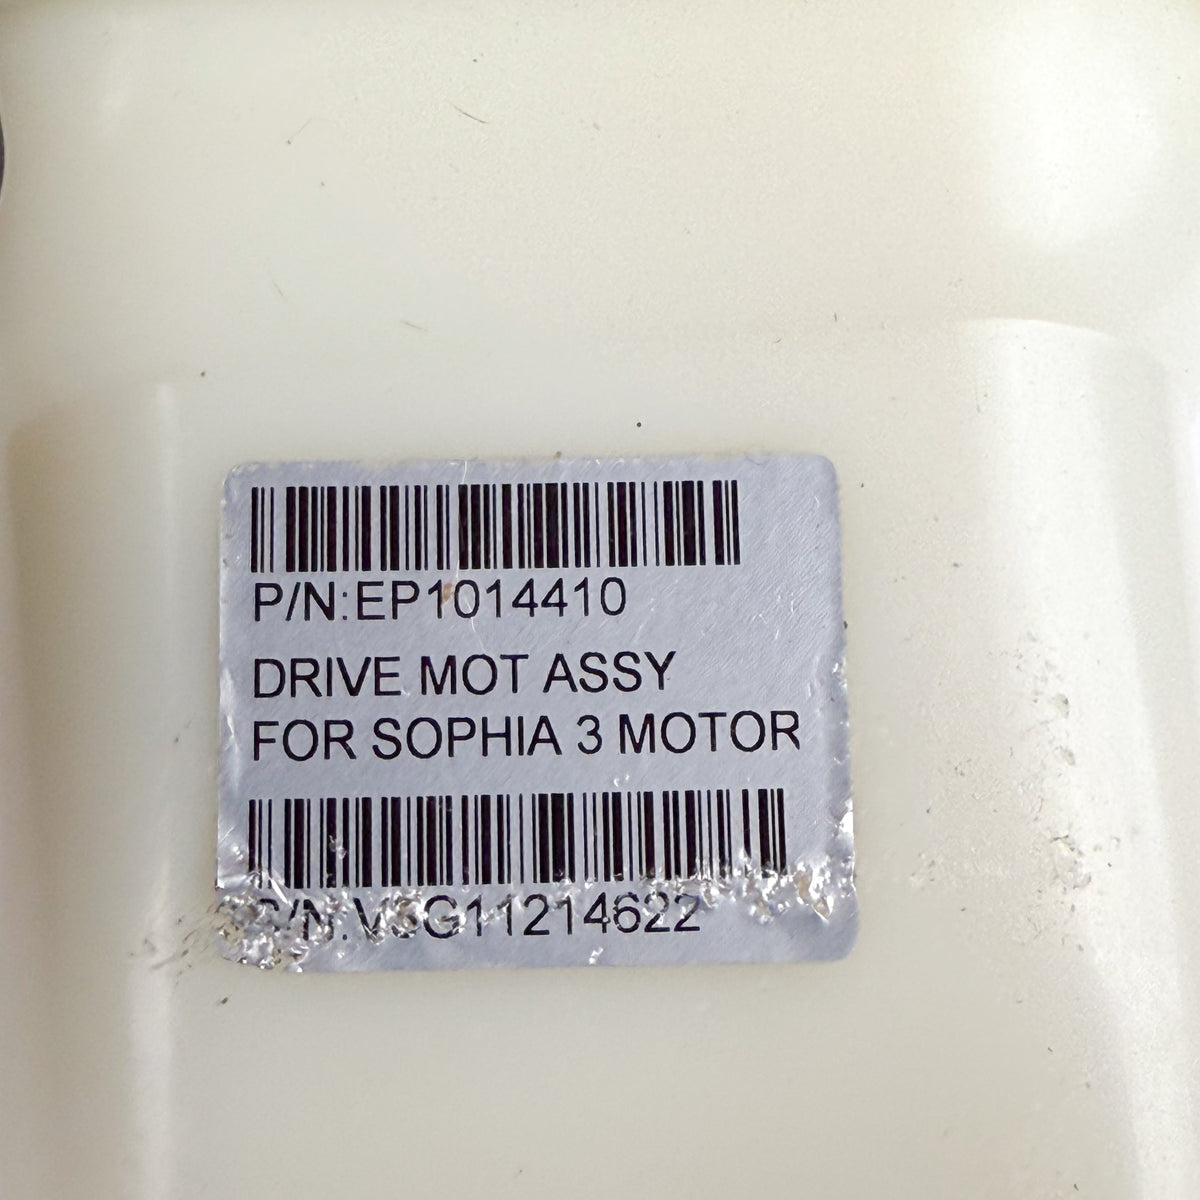 P/N:EP1014410
DRIVE MOT ASSY
FOR SOPHIA 3 MOTOR
S/N:V3G11214622